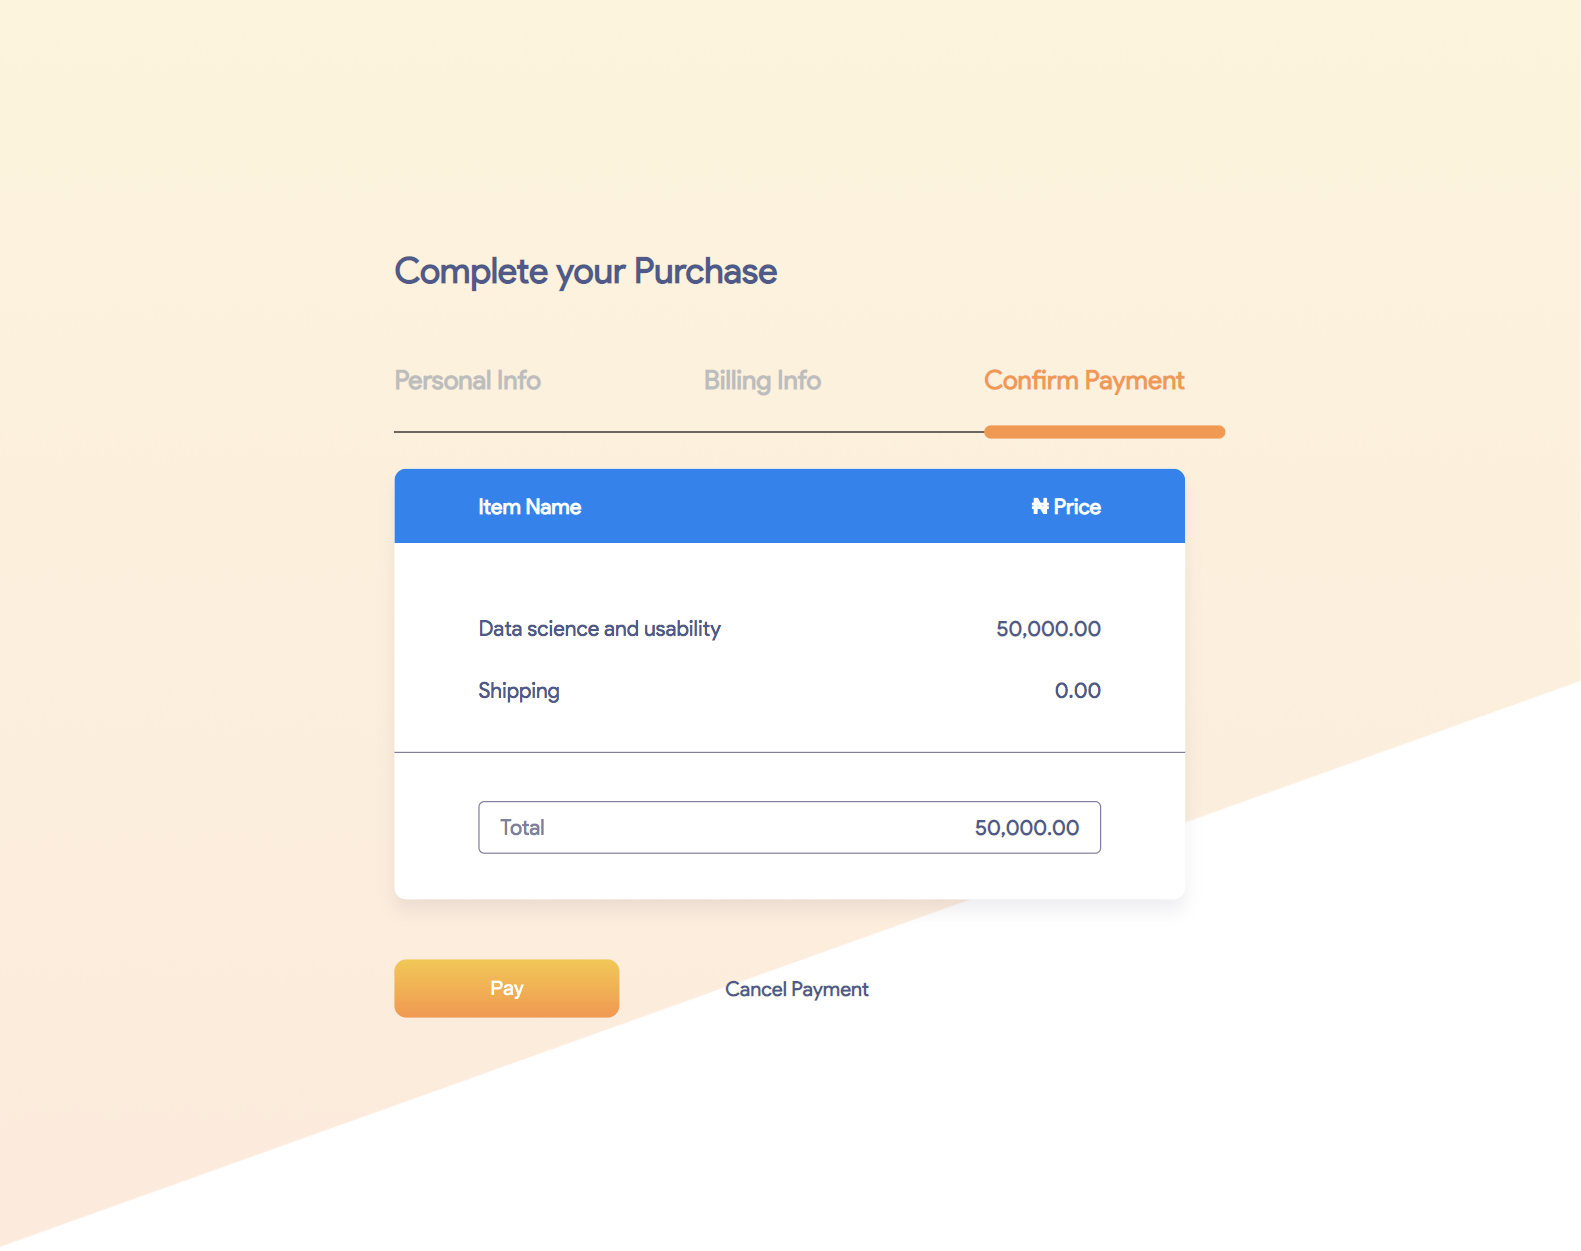 Complete your Purchase
Personal Info Billing Info Confirm Payment
Item Name ₦ Price
Data science and usability 50,000.00
Shipping 0.00
Total 50,000.00
Pay Cancel Payment